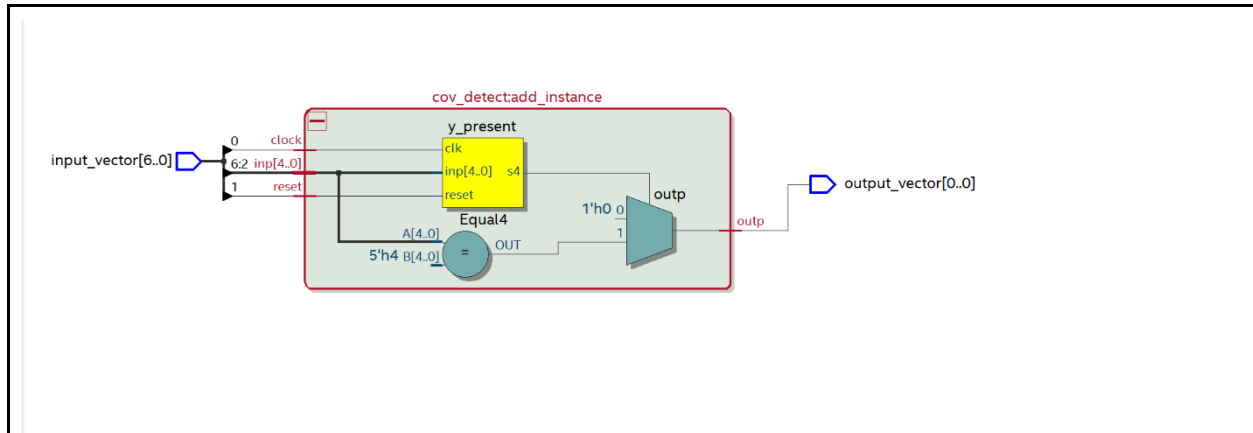 cov_detect:add_instance
y_present
0 clock clk
input_vector[6..0] 6:2 inp[4..0] inp[4..0] s4
1 reset reset
output_vector[0..0]
outp
1'h0 0
Equal4
outp
A[4..0] 1
5'h4 B[4..0] = OUT